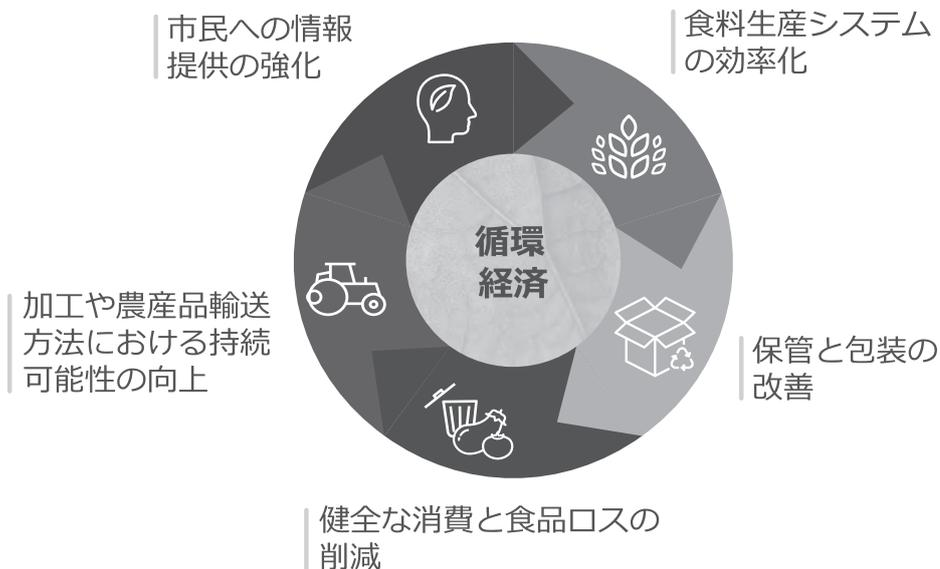 市民への情報
提供の強化
食料生産システム
の効率化
循環
経済
加工や農産品輸送
方法における持続
可能性の向上
保管と包装の
改善
健全な消費と食品ロスの
削減